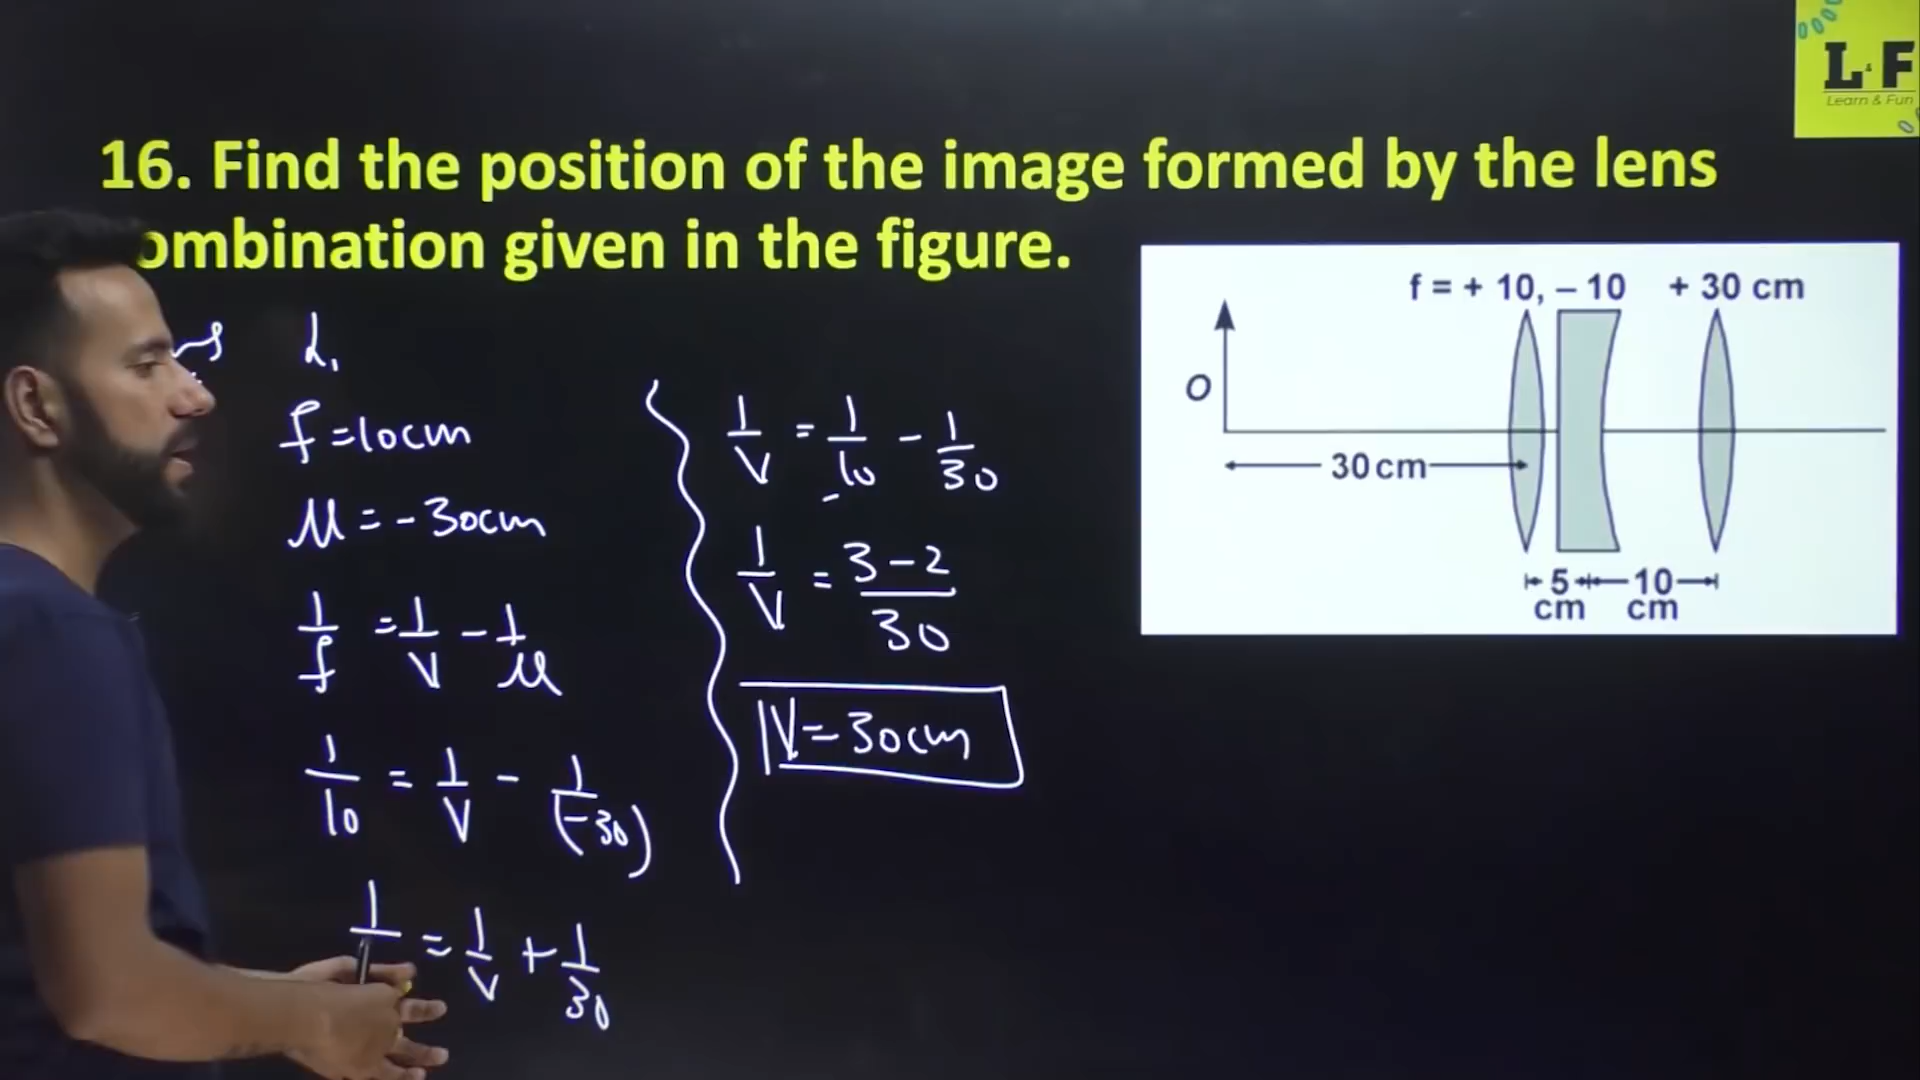 L&F
Learn & Fun
16. Find the position of the image formed by the lens
ombination given in the figure.
f = + 10, – 10 + 30 cm
O
30 cm
5 cm
10 cm
L₁
f = 10cm
u = -30cm
1/f = 1/v - 1/u
1/10 = 1/v - 1/(-30)
1/ = 1/v + 1/30
1/v = 1/10 - 1/30
1/v = 3-2/30
V = 30cm